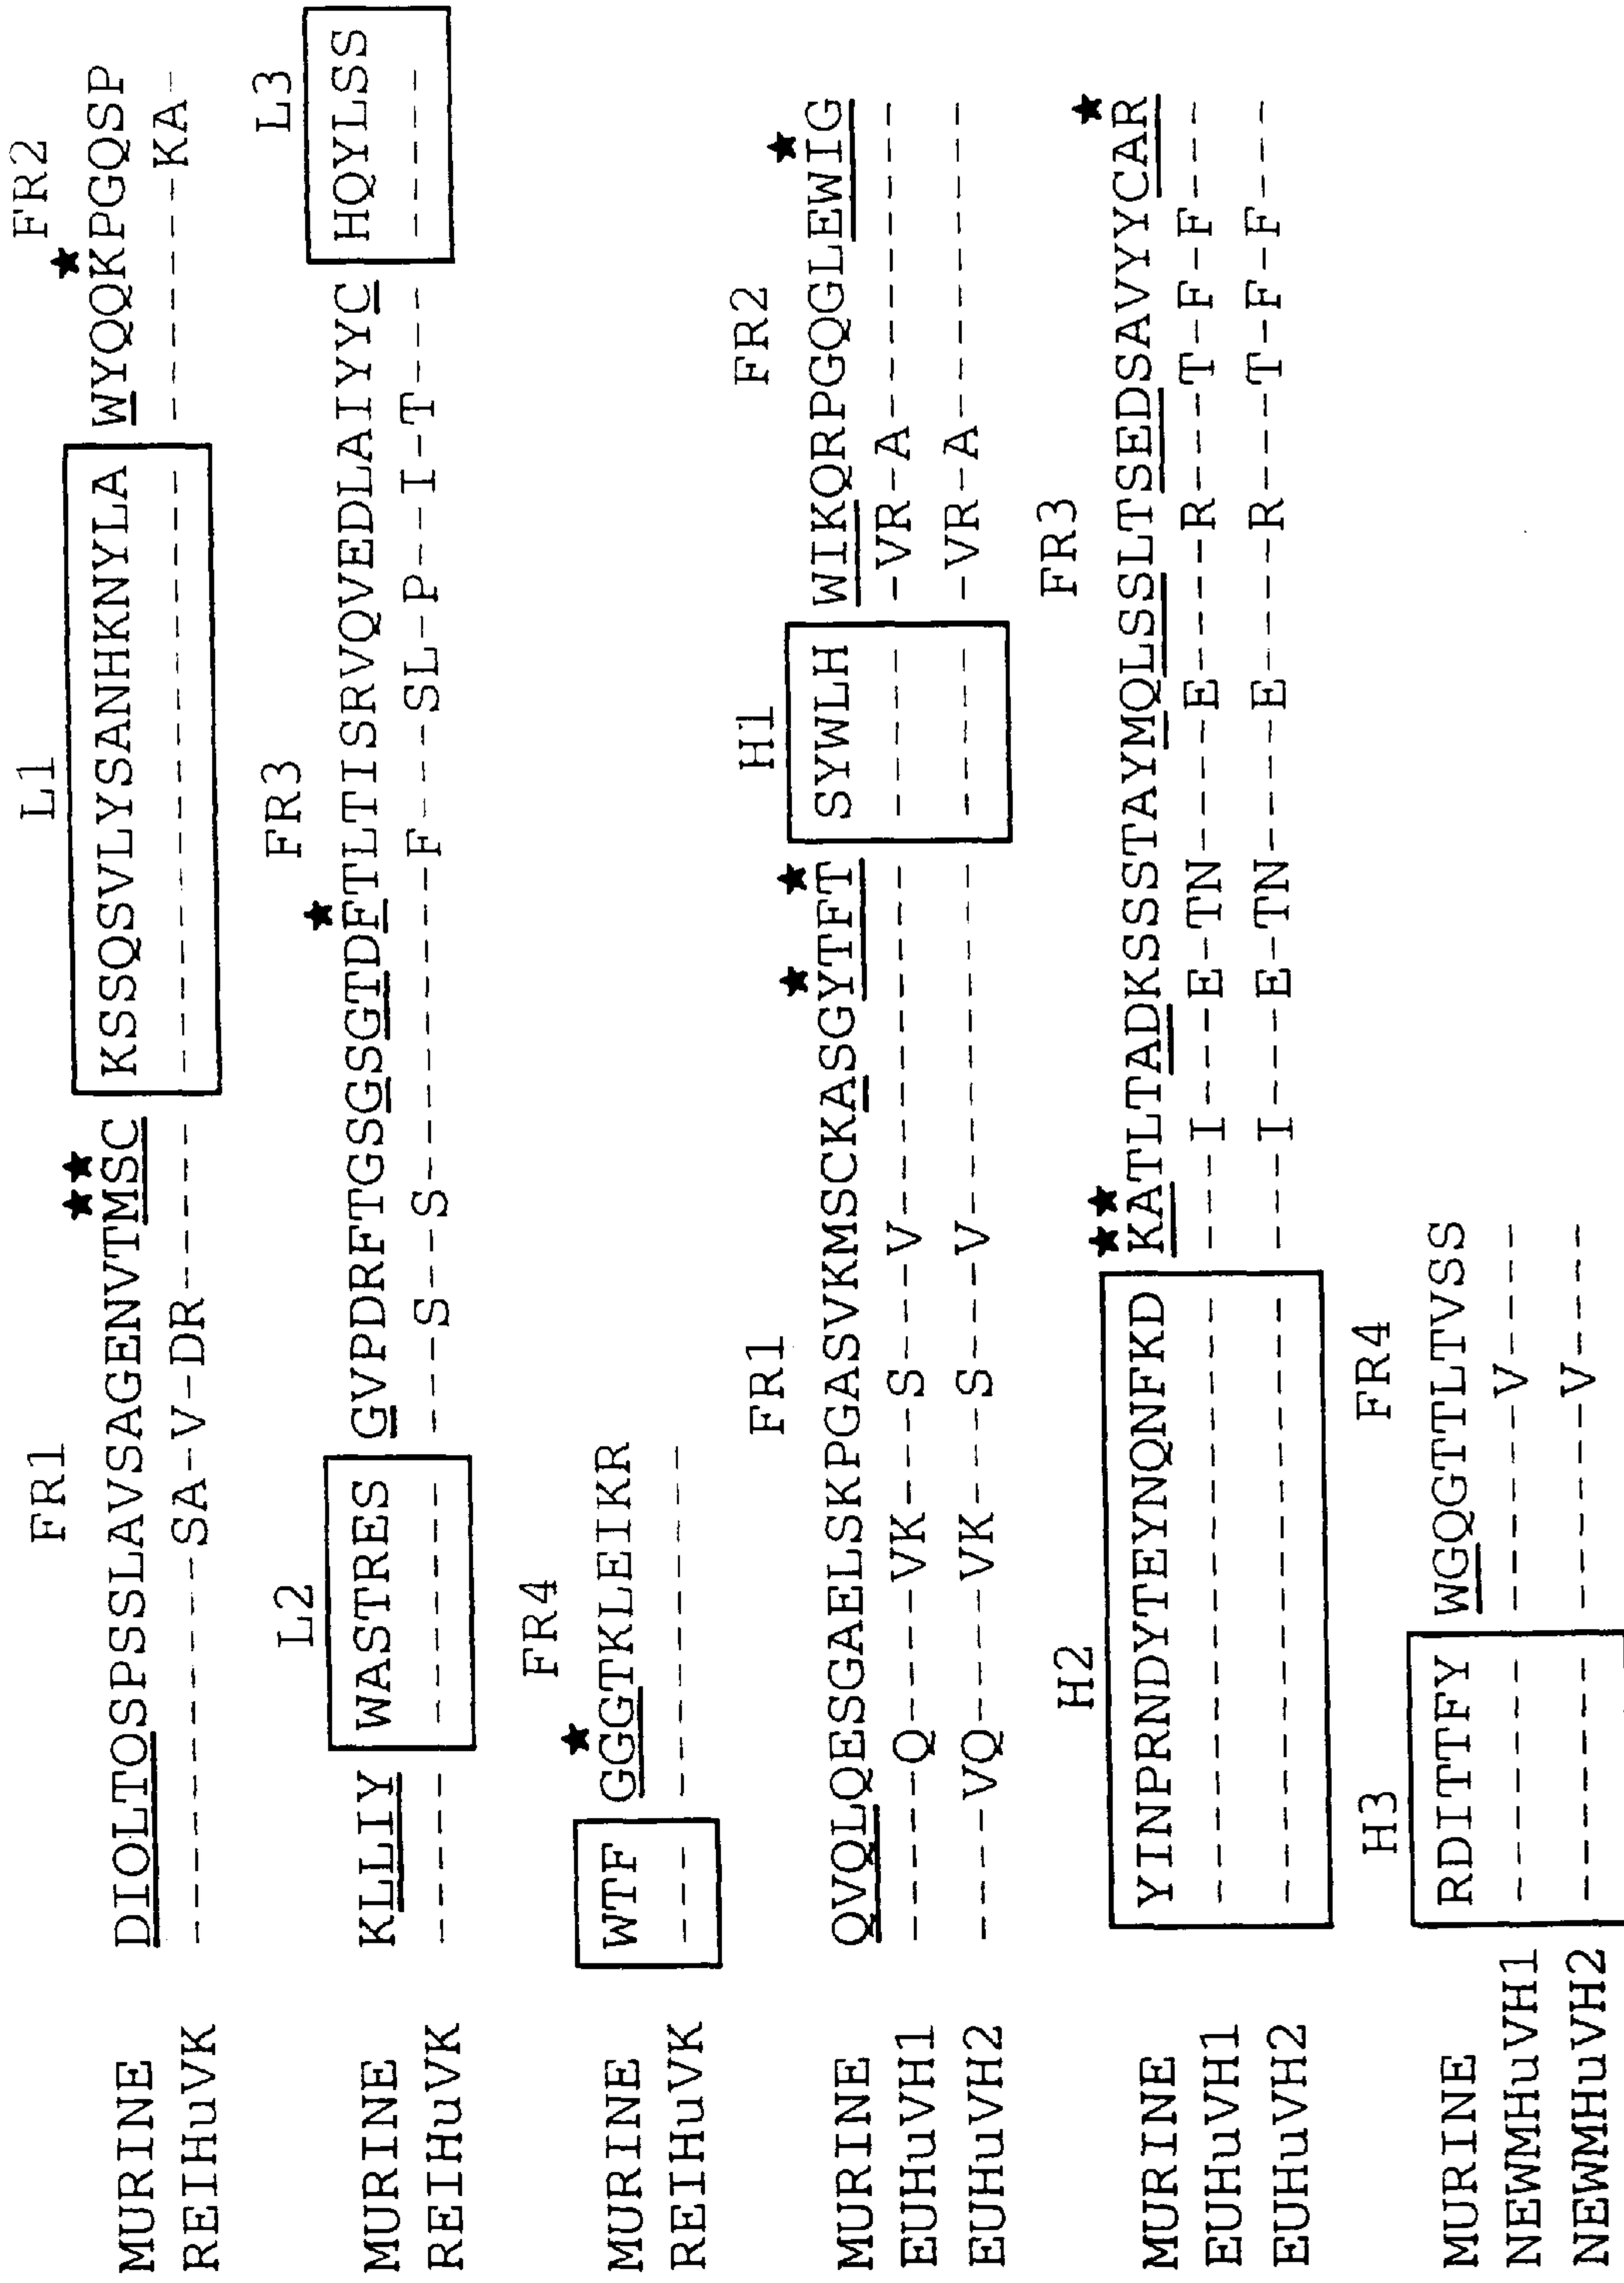 FR1 L1 FR2
MURINE DIOLTOSPSSLAVSAGENVTMSC KSSQSVLYSANHKNYLA WYQQKPGQSP
REIHuVK -----------SA-V-DR----- ----------------- -------KA-
L2 FR3 L3
MURINE KLLIY WASTRES GVPDRFTGSGSGTDFTLTISRVQVEDLAIYYC HQYLSS
REIHuVK ----- ------- ---S--S---------F---SL-P--I-T--- ------
FR4
MURINE WTF GGGTKLEIKR
REIHuVK --- ----------
FR1 H1 FR2
MURINE QVQLQESGAELSKPGASVKMSCKASGYTFT SYWLH WIKQRPGQGLEWIG
EUHuVH1 -----Q----VK---S---V---------- ----- -VR-A---------
EUHuVH2 ----VQ----VK---S---V---------- ----- -VR-A---------
H2 FR3
MURINE YINPRNDYTEYNQNFKD KATLTADKSSSTAYMQLSSLTSEDSAVYYCAR
EUHuVH1 ----------------- ---I---E-TN----E----R---T-F-F---
EUHuVH2 ----------------- ---I---E-TN----E----R---T-F-F---
H3 FR4
MURINE RDITTFY WGQGTTLTVSS
NEWMHuVH1 ------- ------V----
NEWMHuVH2 ------- ------V----